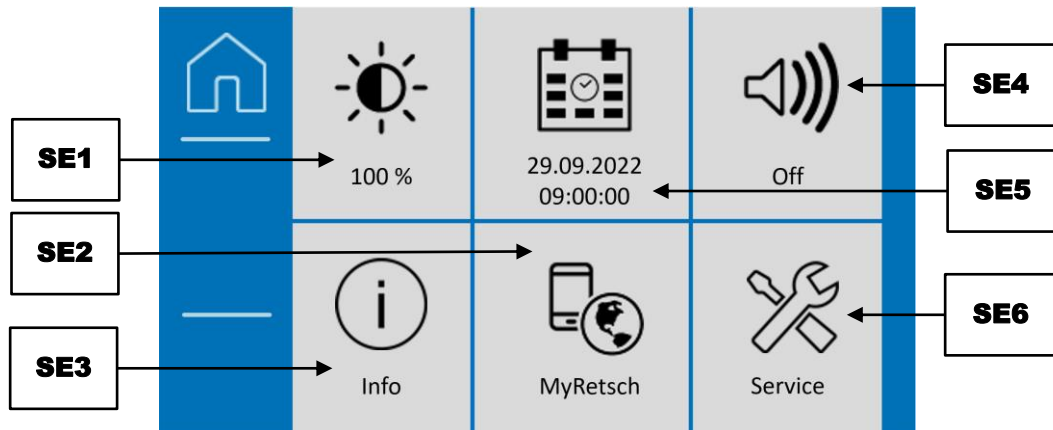 SE1
SE2
SE3
100 %
29.09.2022
09:00:00
Off
Info
MyRetsch
Service
SE4
SE5
SE6